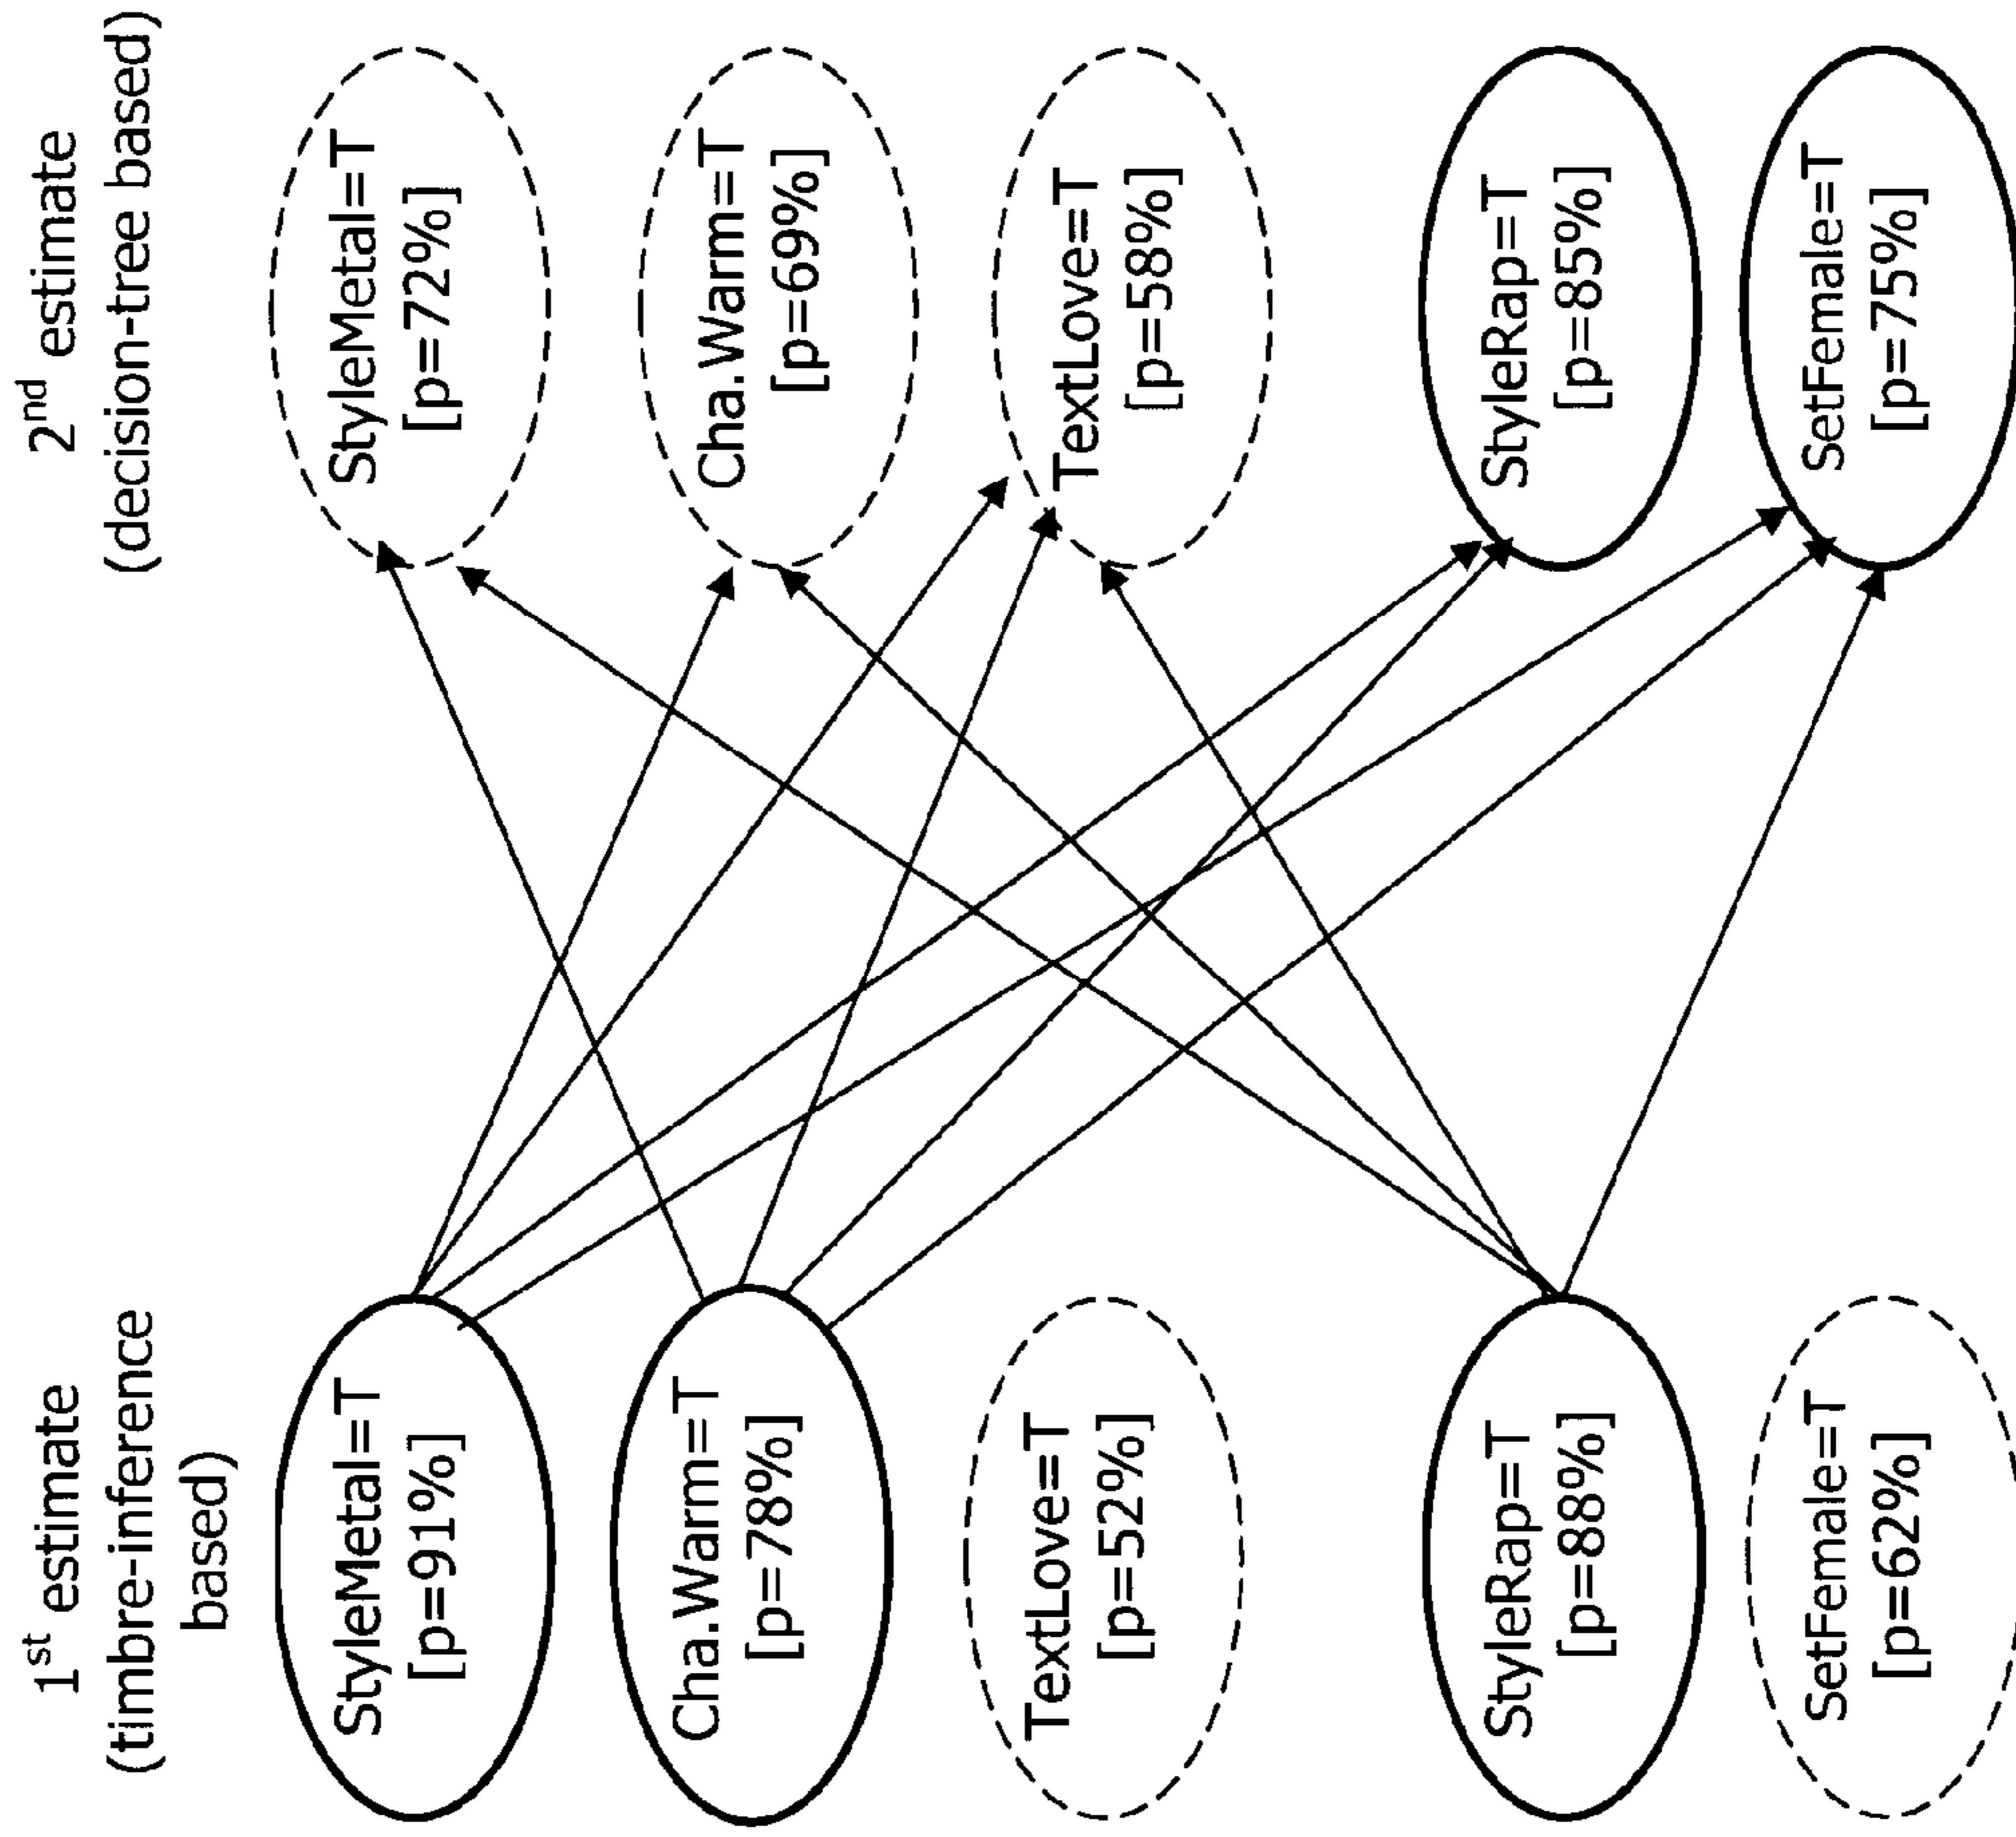 1st estimate
(timbre-inference
based)
StyleMetal=T
[p=91%]
Cha.Warm=T
[p=78%]
TextLove=T
[p=52%]
StyleRap=T
[p=88%]
SetFemale=T
[p=62%]
2nd estimate
(decision-tree based)
StyleMetal=T
[p=72%]
Cha.Warm=T
[p=69%]
TextLove=T
[p=58%]
StyleRap=T
[p=85%]
SetFemale=T
[p=75%]